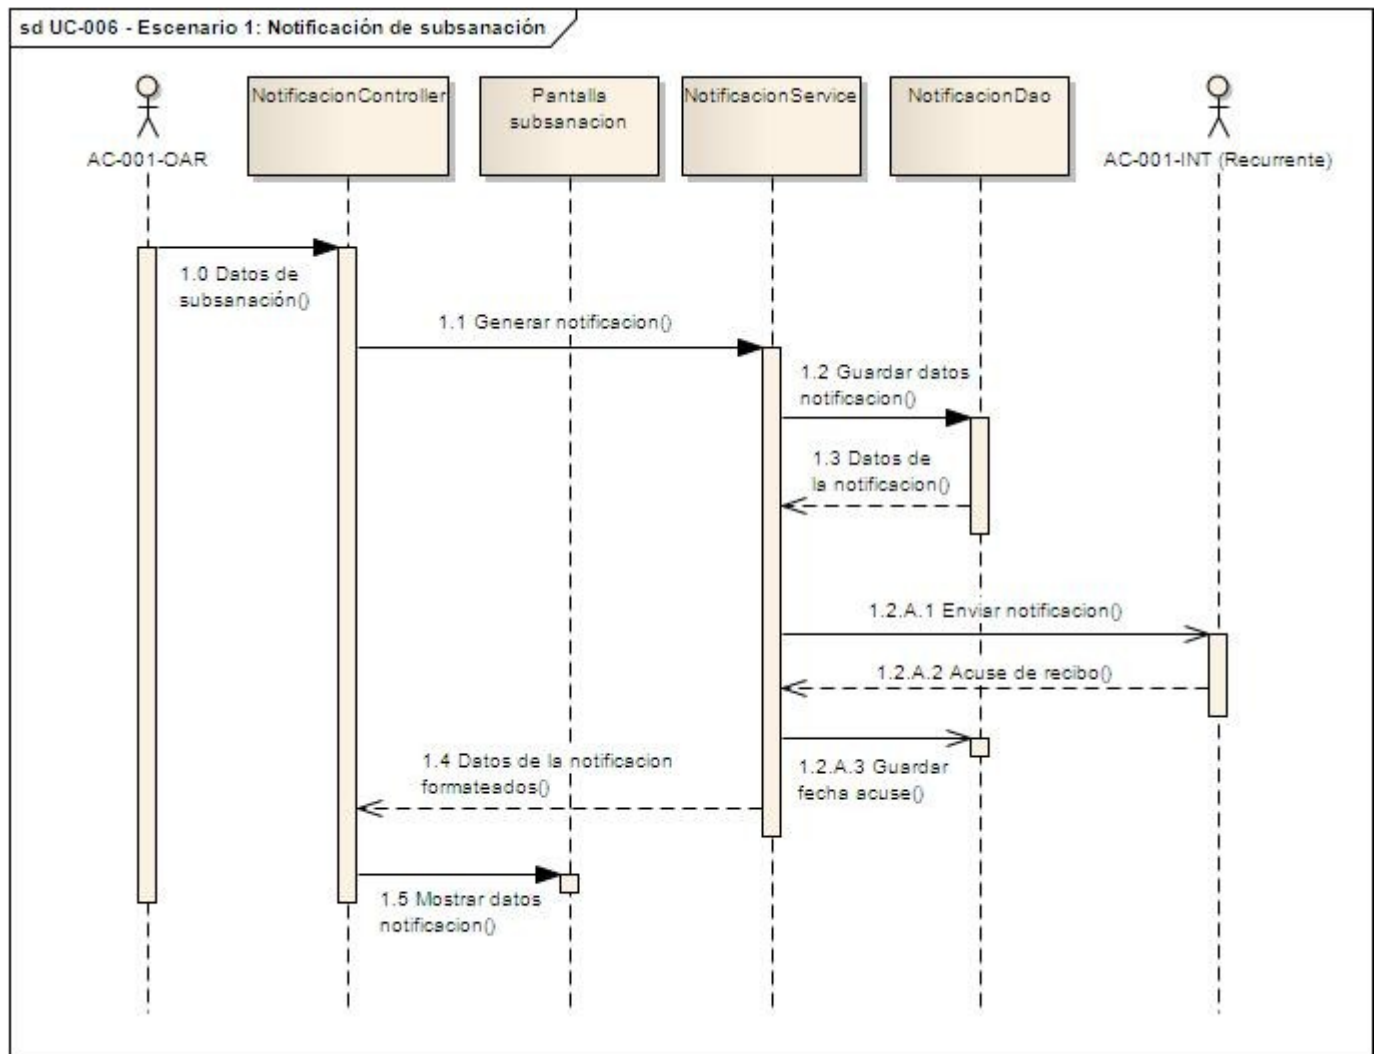 sd UC-006 - Escenario 1: Notificación de subsanación
AC-001-OAR
NotificacionController
Pantalla
subsanacion
NotificacionService
NotificacionDao
AC-001-INT (Recurrente)
1.0 Datos de
subsanación()
1.1 Generar notificacion()
1.2 Guardar datos
notificacion()
1.3 Datos de
la notificacion()
1.2.A.1 Enviar notificacion()
1.2.A.2 Acuse de recibo()
1.4 Datos de la notificacion
formateados()
1.2.A.3 Guardar
fecha acuse()
1.5 Mostrar datos
notificacion()